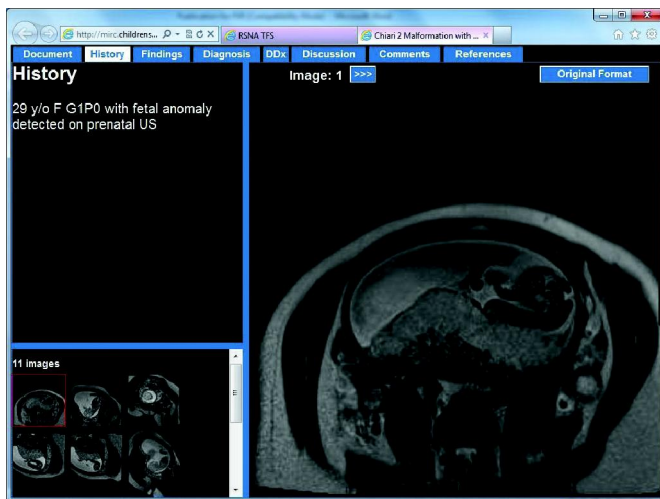 http://mirc.childrens...
RSNA TFS
Chiari 2 Malformation with ...
Document
History
Findings
Diagnosis
DDx
Discussion
Comments
References
History
29 y/o F G1P0 with fetal anomaly
detected on prenatal US
Image: 1
>>>
Original Format
11 images